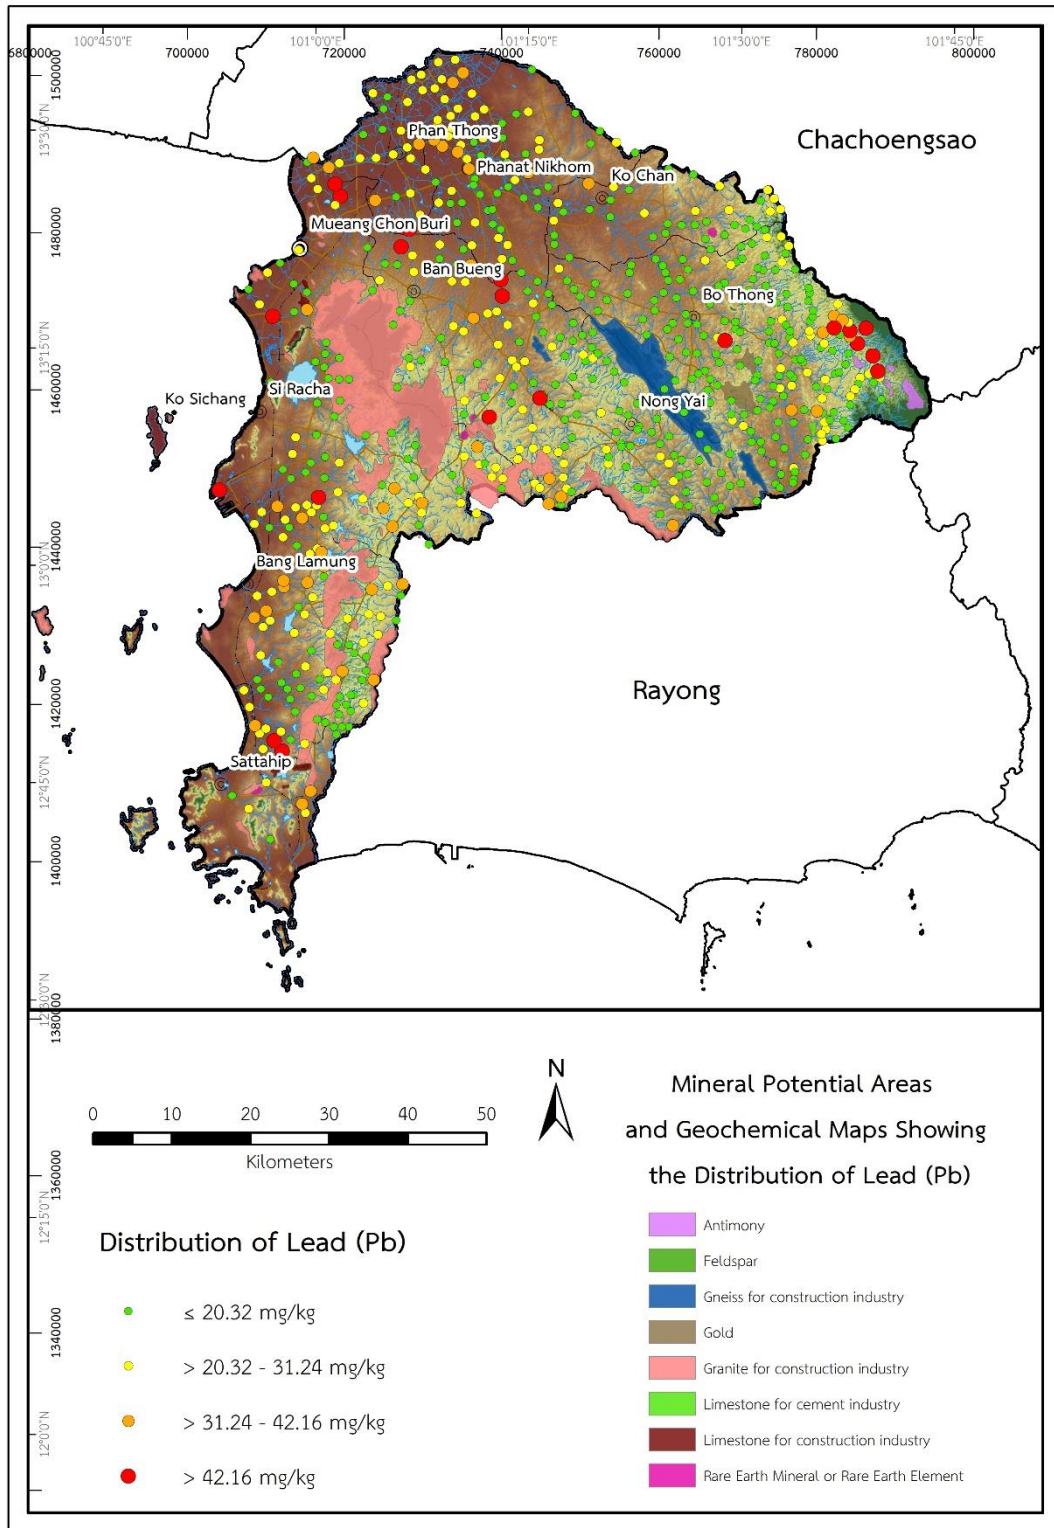 100°45'0"E 101°0'0"E 101°15'0"E 101°30'0"E 101°45'0"E
680000 700000 720000 740000 760000 780000 800000
1500000
13°30'0"N
1480000
13°15'0"N
1460000
1440000
13°0'0"N
1420000
12°45'0"N
1400000
12°30'0"N
1380000
1360000
12°15'0"N
1340000
12°0'0"N
Chachoengsao
Phan Thong
Phanat Nikhom
Ko Chan
Mueang Chon Buri
Ban Bueng
Bo Thong
Si Racha
Ko Sichang
Nong Yai
Bang Lamung
Rayong
Sattahip
N
0 10 20 30 40 50
Kilometers
Distribution of Lead (Pb)
≤ 20.32 mg/kg
> 20.32 - 31.24 mg/kg
> 31.24 - 42.16 mg/kg
> 42.16 mg/kg
Mineral Potential Areas
and Geochemical Maps Showing
the Distribution of Lead (Pb)
Antimony
Feldspar
Gneiss for construction industry
Gold
Granite for construction industry
Limestone for cement industry
Limestone for construction industry
Rare Earth Mineral or Rare Earth Element